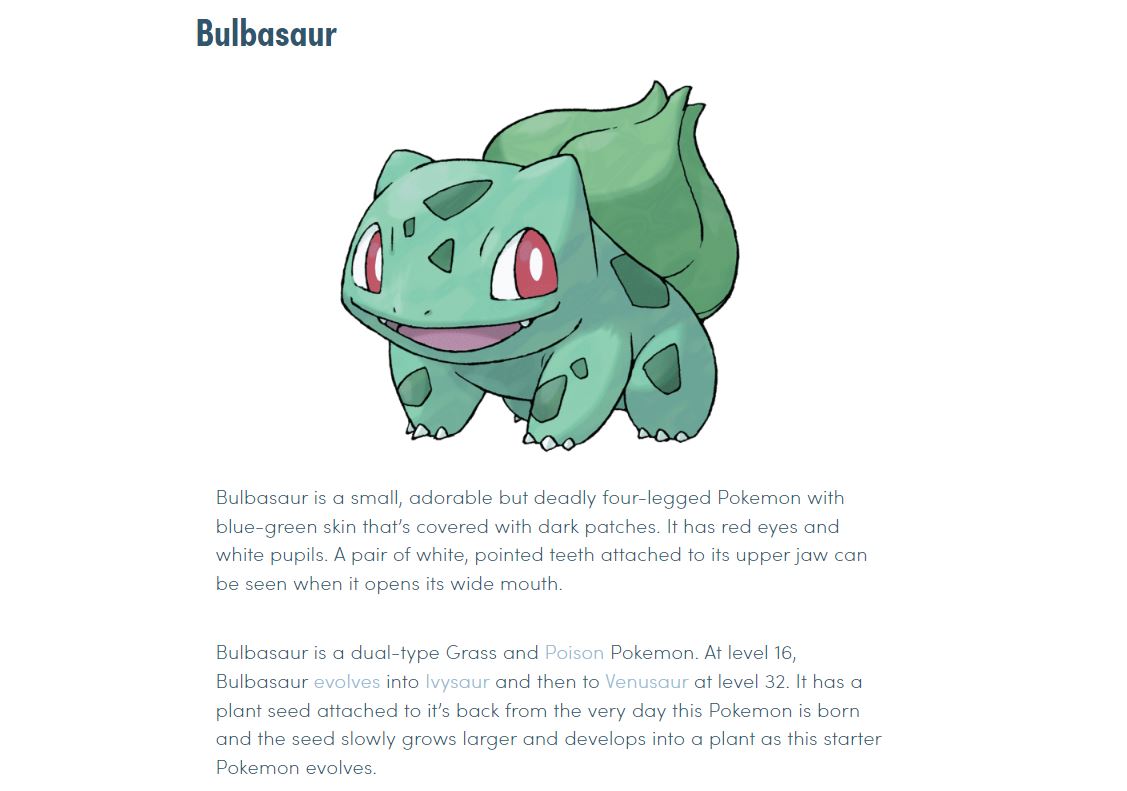 Bulbasaur
Bulbasaur is a small, adorable but deadly four-legged Pokemon with
blue-green skin that's covered with dark patches. It has red eyes and
white pupils. A pair of white, pointed teeth attached to its upper jaw can
be seen when it opens its wide mouth.
Bulbasaur is a dual-type Grass and Poison Pokemon. At level 16,
Bulbasaur evolves into Ivysaur and then to Venusaur at level 32. It has a
plant seed attached to it's back from the very day this Pokemon is born
and the seed slowly grows larger and develops into a plant as this starter
Pokemon evolves.